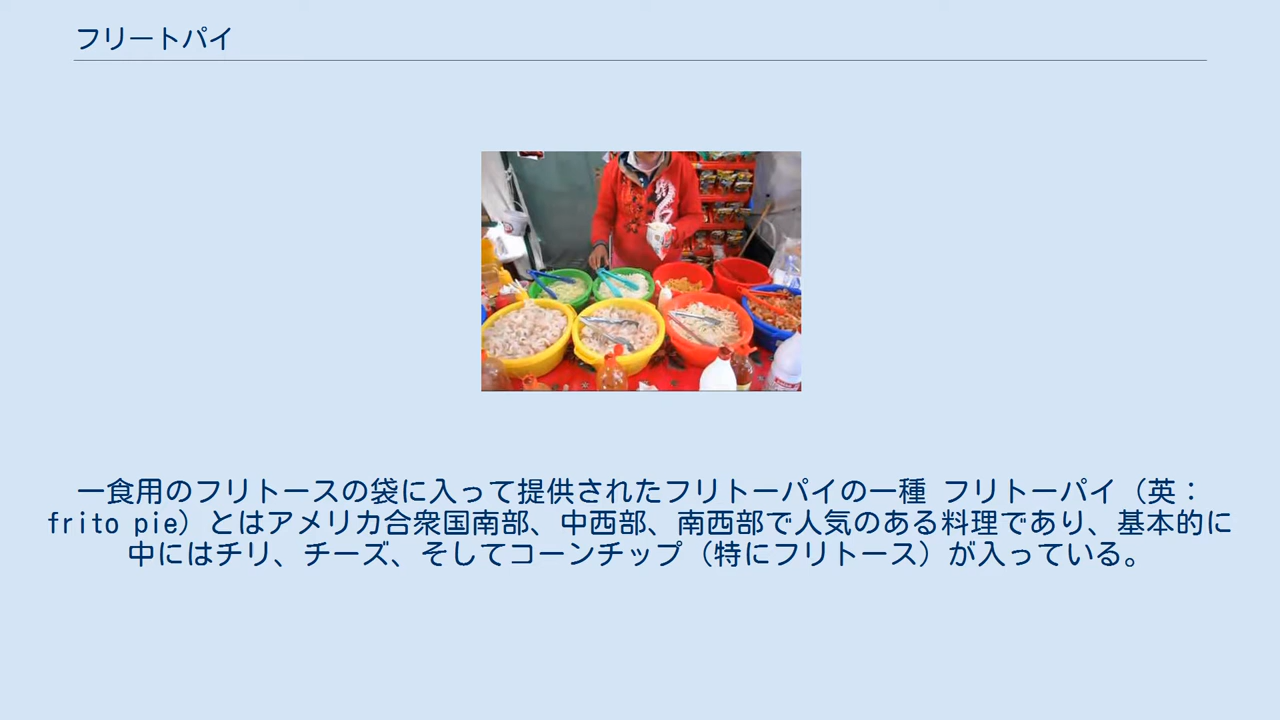 フリートパイ
一食用のフリトースの袋に入って提供されたフリトーパイの一種 フリトーパイ（英：
frito pie）とはアメリカ合衆国南部、中西部、南西部で人気のある料理であり、基本的に
中にはチリ、チーズ、そしてコーンチップ（特にフリトース）が入っている。